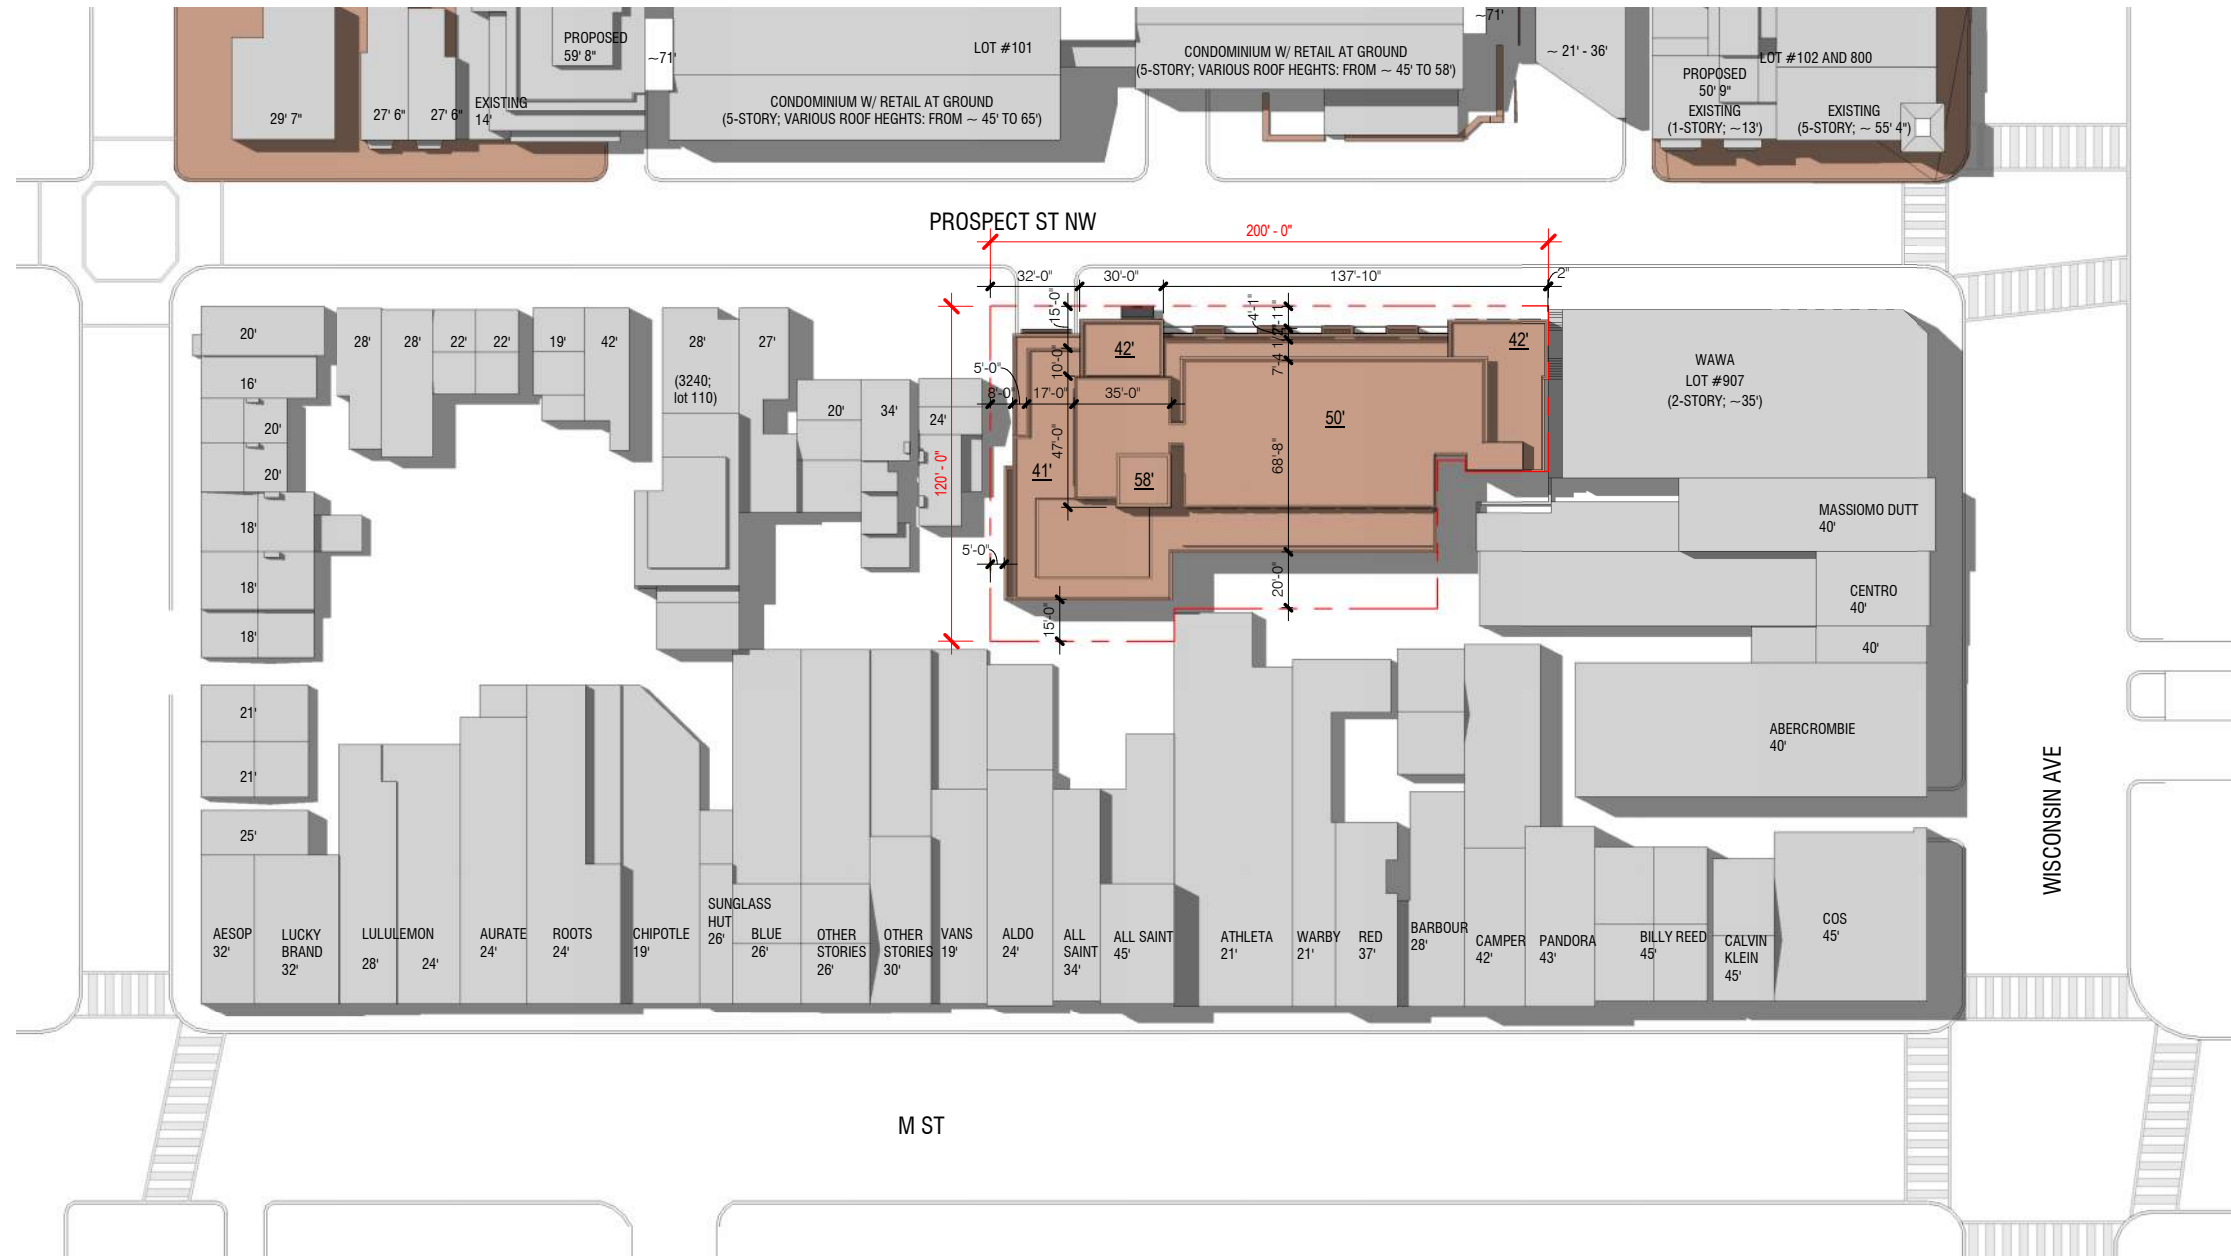 PROPOSED
59' 8"
~71'
LOT #101
~71'
CONDOMINIUM W/ RETAIL AT GROUND
(5-STORY; VARIOUS ROOF HEGHTS: FROM ~ 45' TO 58')
~ 21' - 36'
LOT #102 AND 800
PROPOSED
50' 9"
29' 7"
27' 6"
27' 6"
EXISTING
14'
CONDOMINIUM W/ RETAIL AT GROUND
(5-STORY; VARIOUS ROOF HEGHTS: FROM ~ 45' TO 65')
EXISTING
(1-STORY; ~13')
EXISTING
(5-STORY; ~ 55' 4")
PROSPECT ST NW
200' - 0"
32'-0"
30'-0"
137'-10"
2"
15'-0"
4'-1"
20'
28'
28'
22'
22'
19'
42'
28'
27'
42'
42'
WAWA
LOT #907
(2-STORY; ~35')
16'
(3240;
lot 110)
5'-0"
10'-0"
8'-0"
17'-0"
35'-0"
20'
34'
24'
50'
20'
20'
120' - 0"
41'
47'-0"
58'
68'-8"
18'
MASSIOMO DUTT
40'
18'
5'-0"
20'-0"
CENTRO
40'
18'
15'-0"
40'
21'
21'
ABERCROMBIE
40'
WISCONSIN AVE
25'
AESOP
32'
LUCKY
BRAND
32'
LULULEMON
28'
24'
AURATE
24'
ROOTS
24'
CHIPOTLE
19'
SUNGLASS
HUT
26'
BLUE
26'
OTHER
STORIES
26'
OTHER
STORIES
30'
VANS
19'
ALDO
24'
ALL
SAINT
34'
ALL SAINT
45'
ATHLETA
21'
WARBY
21'
RED
37'
BARBOUR
28'
CAMPER
42'
PANDORA
43'
BILLY REED
45'
CALVIN
KLEIN
45'
COS
45'
M ST